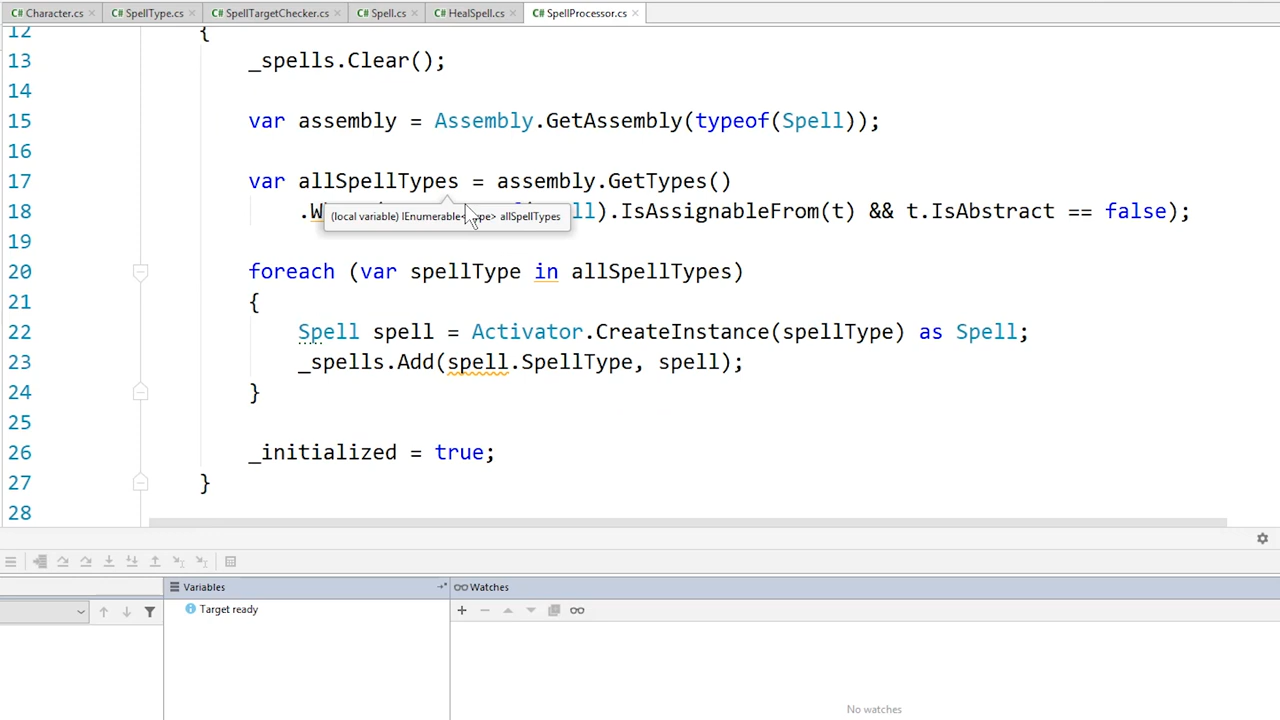 C# Character.cs × C# SpellType.cs × C# SpellTargetChecker.cs × C# Spell.cs × C# HealSpell.cs × C# SpellProcessor.cs ×
12 {
13 _spells.Clear();
14
15 var assembly = Assembly.GetAssembly(typeof(Spell));
16
17 var allSpellTypes = assembly.GetTypes()
18 .IsAssignableFrom(t) && t.IsAbstract == false);
(local variable) IEnumerable< > allSpellTypes
19
20 foreach (var spellType in allSpellTypes)
21 {
22 Spell spell = Activator.CreateInstance(spellType) as Spell;
23 _spells.Add(spell.SpellType, spell);
24 }
25
26 _initialized = true;
27 }
28
Variables
Watches
Target ready
No watches